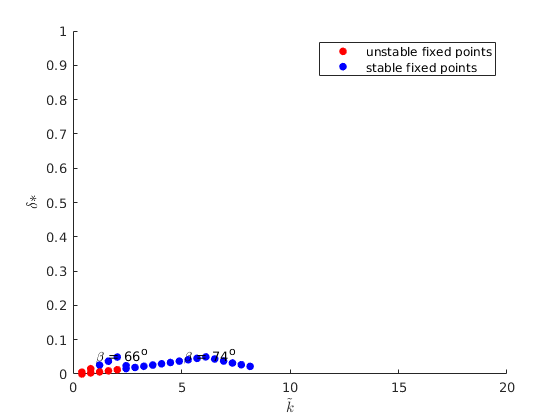 1
0.9
0.8
0.7
0.6
0.5
0.4
0.3
0.2
0.1
0
δ*
unstable fixed points
stable fixed points
β = 66° β = 74°
0 5 10 15 20
k̃